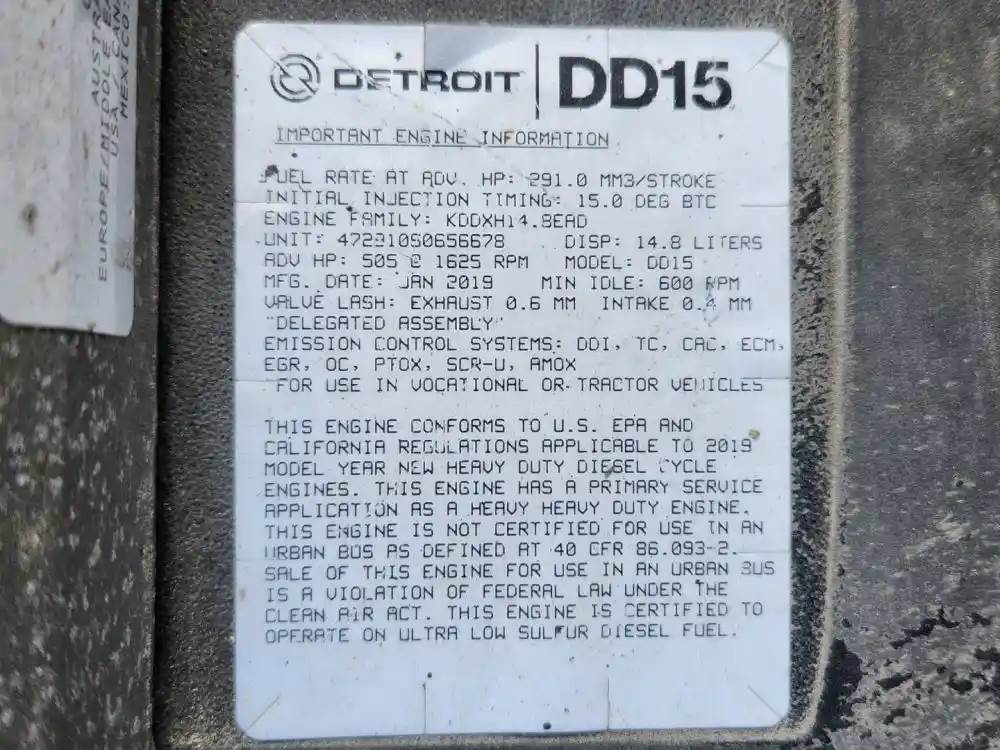 AUSTRA
EUROPE/MIDDLE EA
USA/CAN
MEXICO:
DETROIT
DD15
IMPORTANT ENGINE INFORMATION
FUEL RATE AT ADV. HP: 291.0 MM3/STROKE
INITIAL INJECTION TIMING: 15.0 DEG BTC
ENGINE FAMILY: KDDXH14.8EAD
UNIT: 472910S0656678 DISP: 14.8 LITERS
ADV HP: 505 @ 1625 RPM MODEL: DD15
MFG. DATE: JAN 2019 MIN IDLE: 600 RPM
VALVE LASH: EXHAUST 0.6 MM INTAKE 0.4 MM
"DELEGATED ASSEMBLY"
EMISSION CONTROL SYSTEMS: DDI, TC, CAC, ECM,
EGR, OC, PTOX, SCR-U, AMOX
FOR USE IN VOCATIONAL OR TRACTOR VEHICLES
THIS ENGINE CONFORMS TO U.S. EPA AND
CALIFORNIA REGULATIONS APPLICABLE TO 2019
MODEL YEAR NEW HEAVY DUTY DIESEL CYCLE
ENGINES. THIS ENGINE HAS A PRIMARY SERVICE
APPLICATION AS A HEAVY HEAVY DUTY ENGINE.
THIS ENGINE IS NOT CERTIFIED FOR USE IN AN
URBAN BUS AS DEFINED AT 40 CFR 86.093-2.
SALE OF THIS ENGINE FOR USE IN AN URBAN BUS
IS A VIOLATION OF FEDERAL LAW UNDER THE
CLEAN AIR ACT. THIS ENGINE IS CERTIFIED TO
OPERATE ON ULTRA LOW SULFUR DIESEL FUEL.